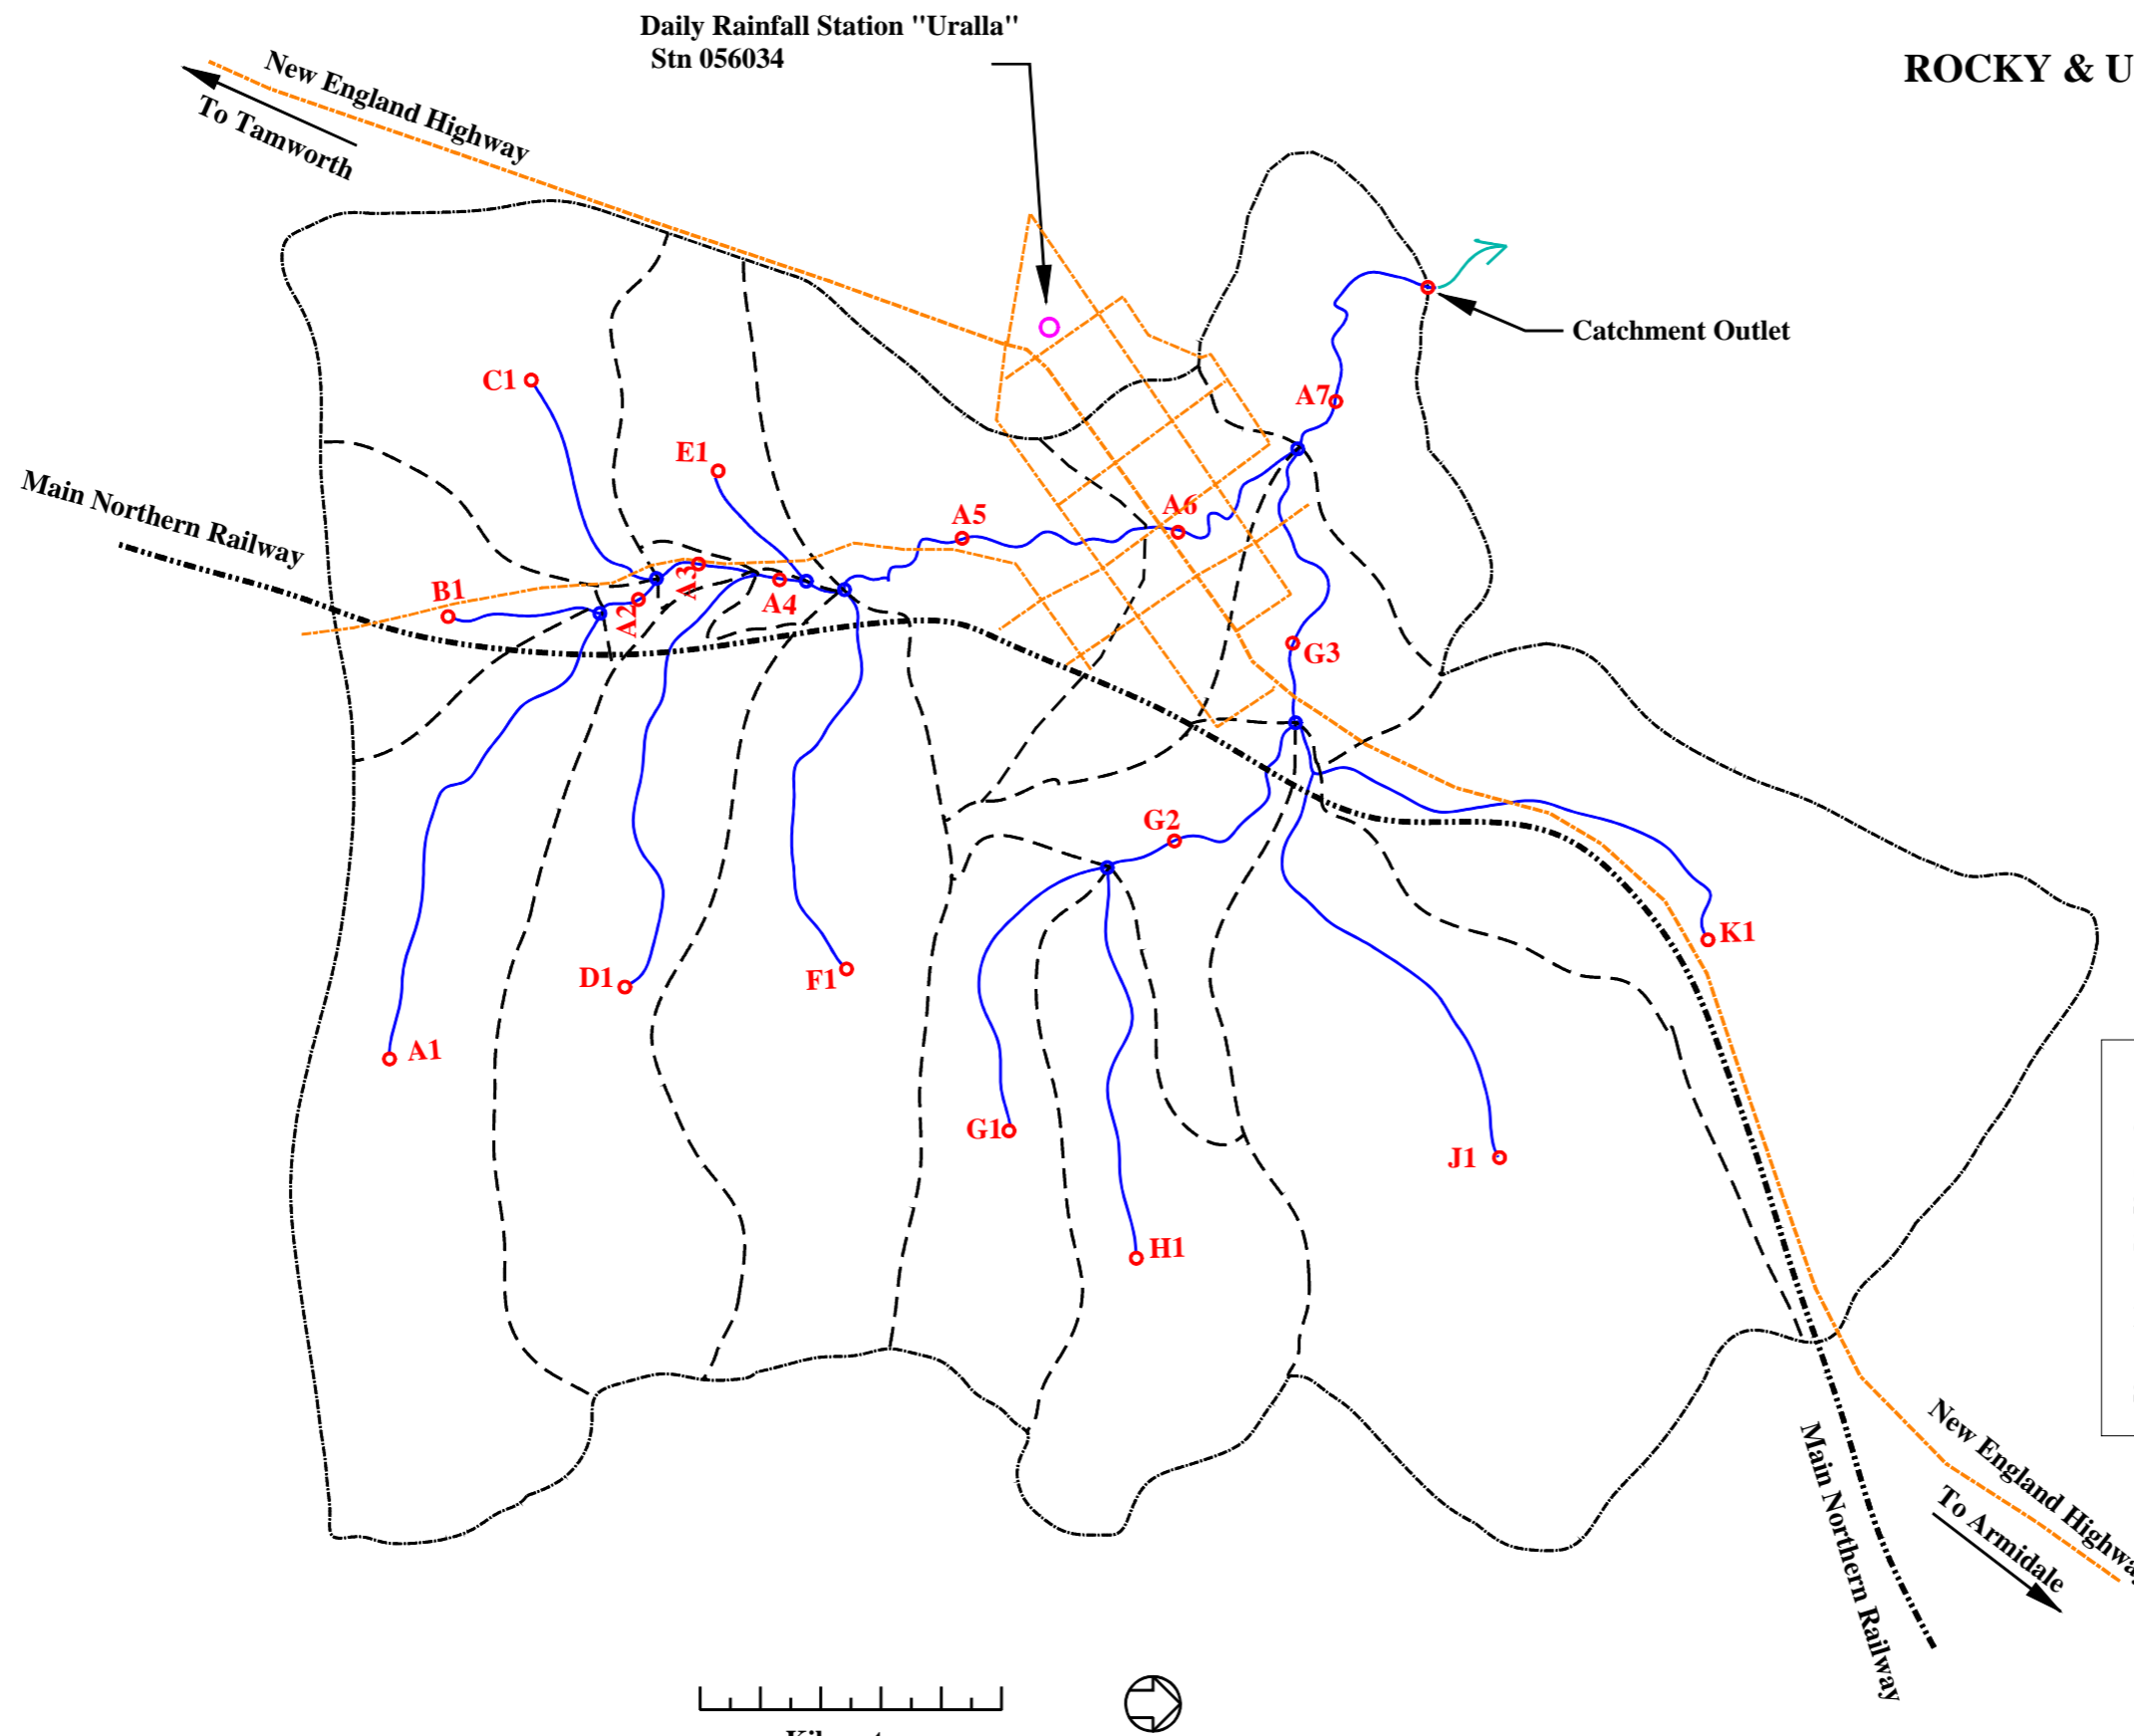 Daily Rainfall Station "Uralla"
Stn 056034
ROCKY & U
New England Highway
To Tamworth
Catchment Outlet
C1
A7
E1
Main Northern Railway
A5
A6
A3
B1
A4
A2
G3
G2
K1
D1
F1
A1
G1
J1
H1
New England Highway
To Armidale
Main Northern Railway